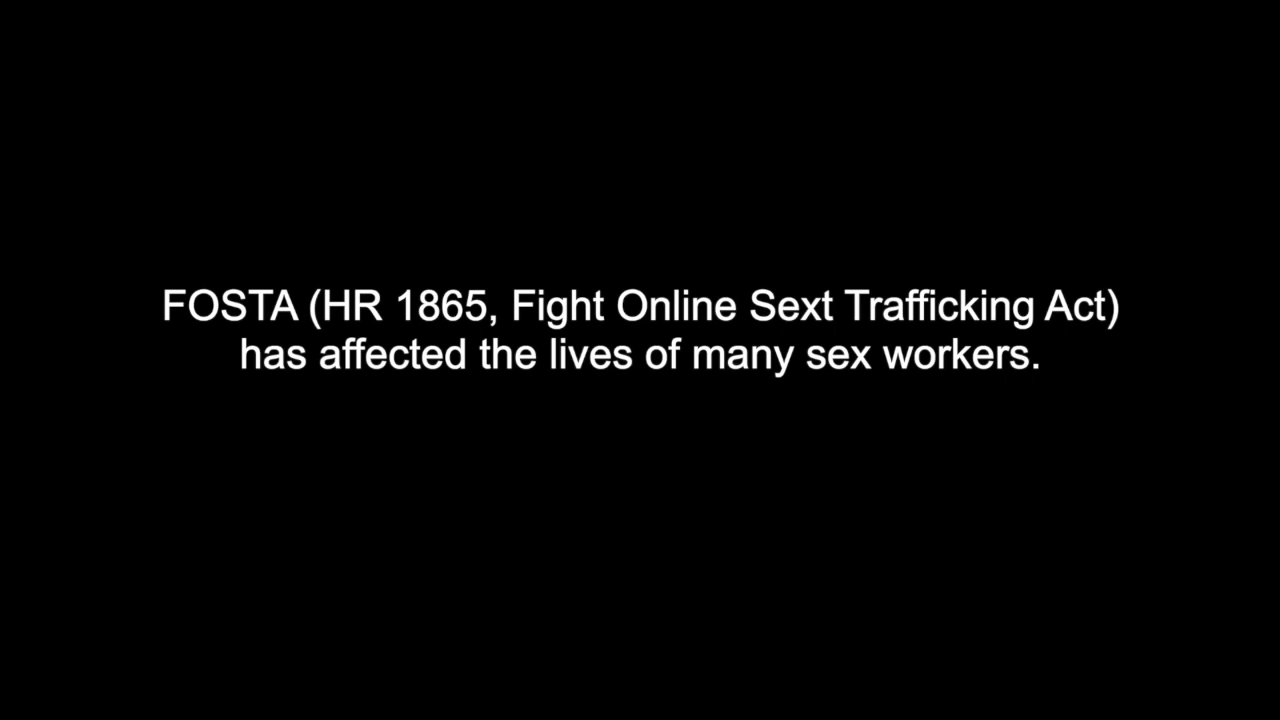 FOSTA (HR 1865, Fight Online Sext Trafficking Act)
has affected the lives of many sex workers.